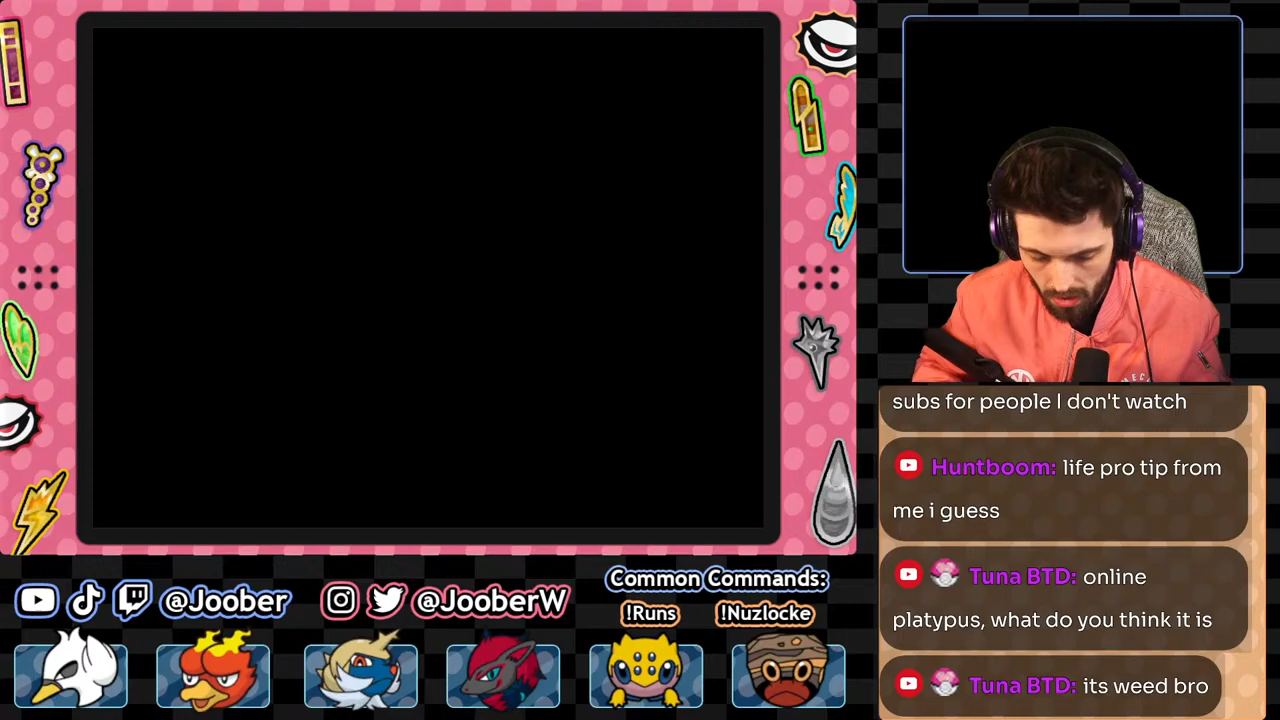 subs for people I don't watch
Huntboom: life pro tip from
me i guess
Tuna BTD: online
platypus, what do you think it is
Tuna BTD: its weed bro
@Joober
@JooberW
Common Commands:
!Runs
!Nuzlocke